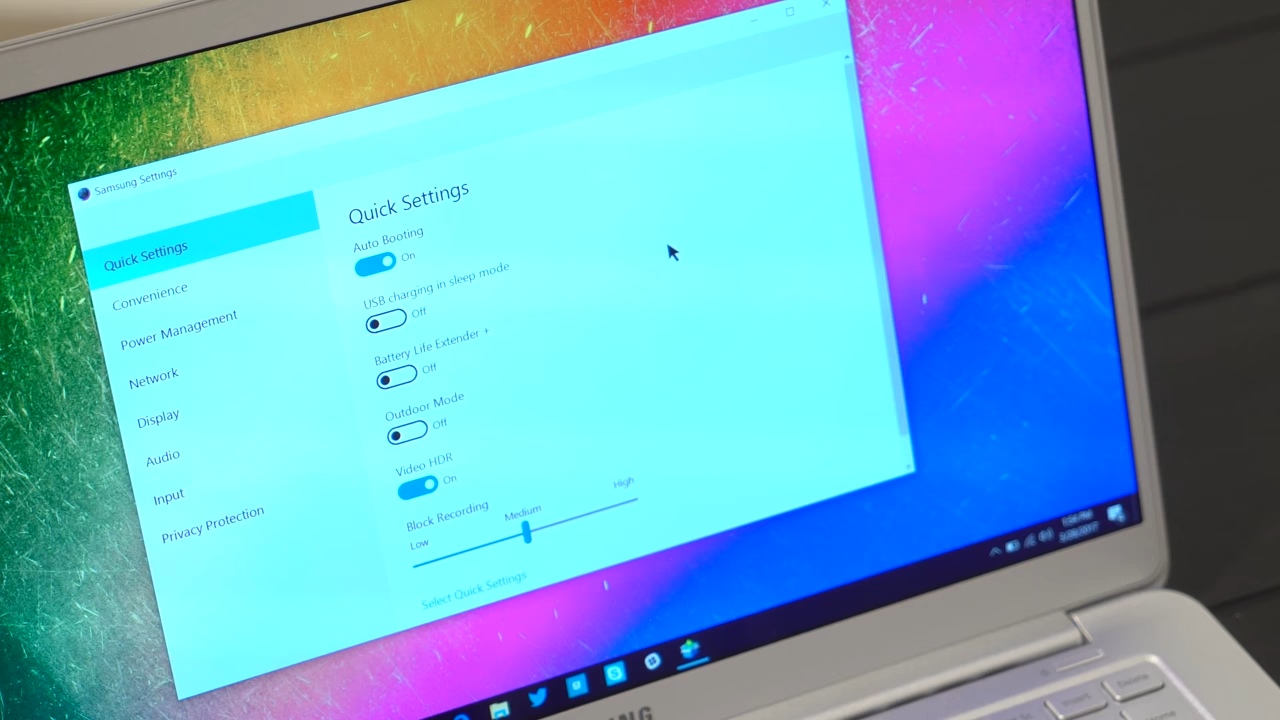 Samsung Settings
Quick Settings
Convenience
Power Management
Network
Display
Audio
Input
Privacy Protection
Quick Settings
Auto Booting
On
USB charging in sleep mode
Off
Battery Life Extender +
Off
Outdoor Mode
Off
Video HDR
On
Block Recording
Low
Medium
High
Select Quick Settings
Insert
Delete